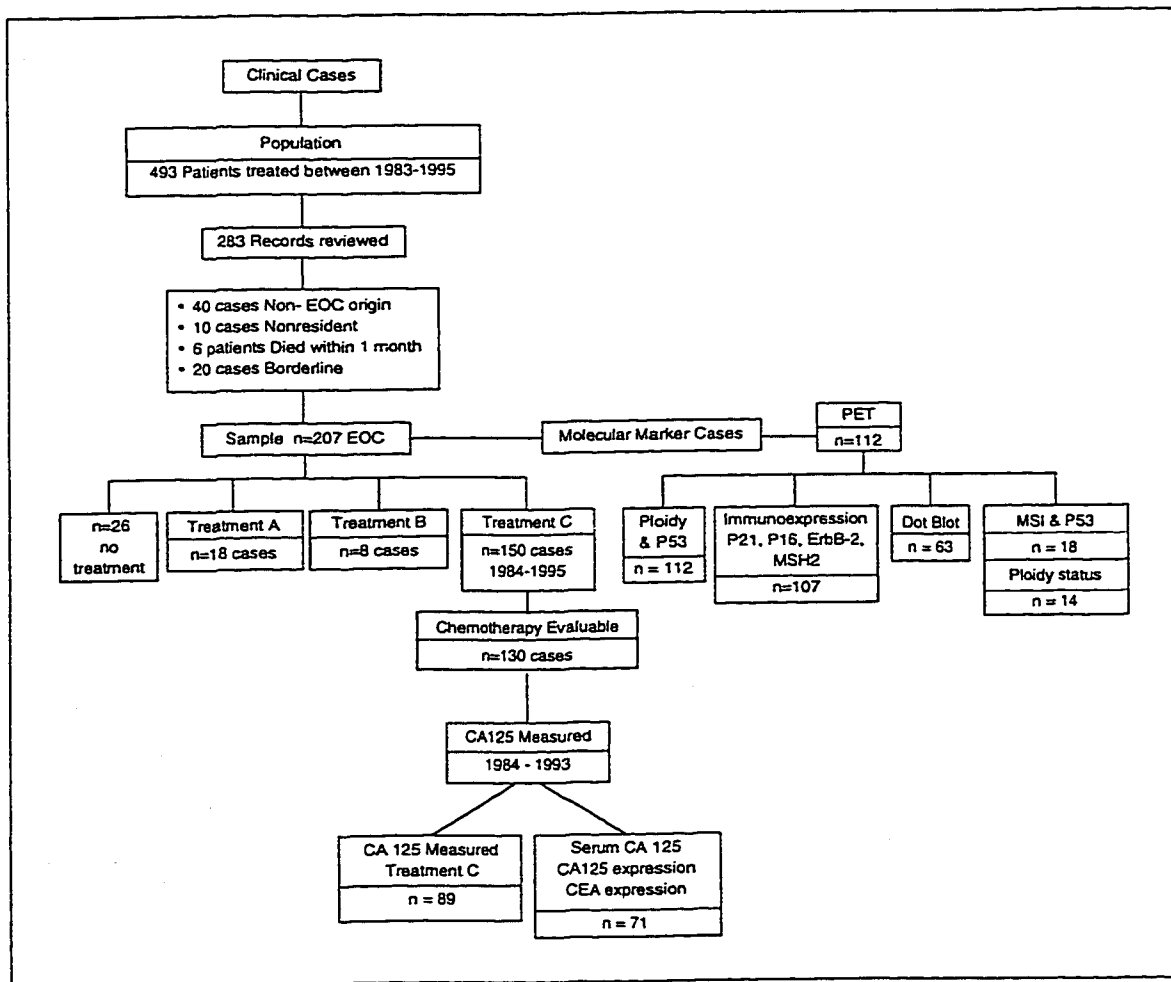 Clinical Cases
Population
493 Patients treated between 1983-1995
283 Records reviewed
• 40 cases Non- EOC origin
• 10 cases Nonresident
• 6 patients Died within 1 month
• 20 cases Borderline
Sample n=207 EOC
Molecular Marker Cases
PET
n=112
n=26
no
treatment
Treatment A
n=18 cases
Treatment B
n=8 cases
Treatment C
n=150 cases
1984-1995
Ploidy
& P53
n = 112
Immunoexpression
P21, P16, ErbB-2,
MSH2
n=107
Dot Blot
n = 63
MSI & P53
n = 18
Ploidy status
n = 14
Chemotherapy Evaluable
n=130 cases
CA125 Measured
1984 - 1993
CA 125 Measured
Treatment C
n = 89
Serum CA 125
CA125 expression
CEA expression
n = 71